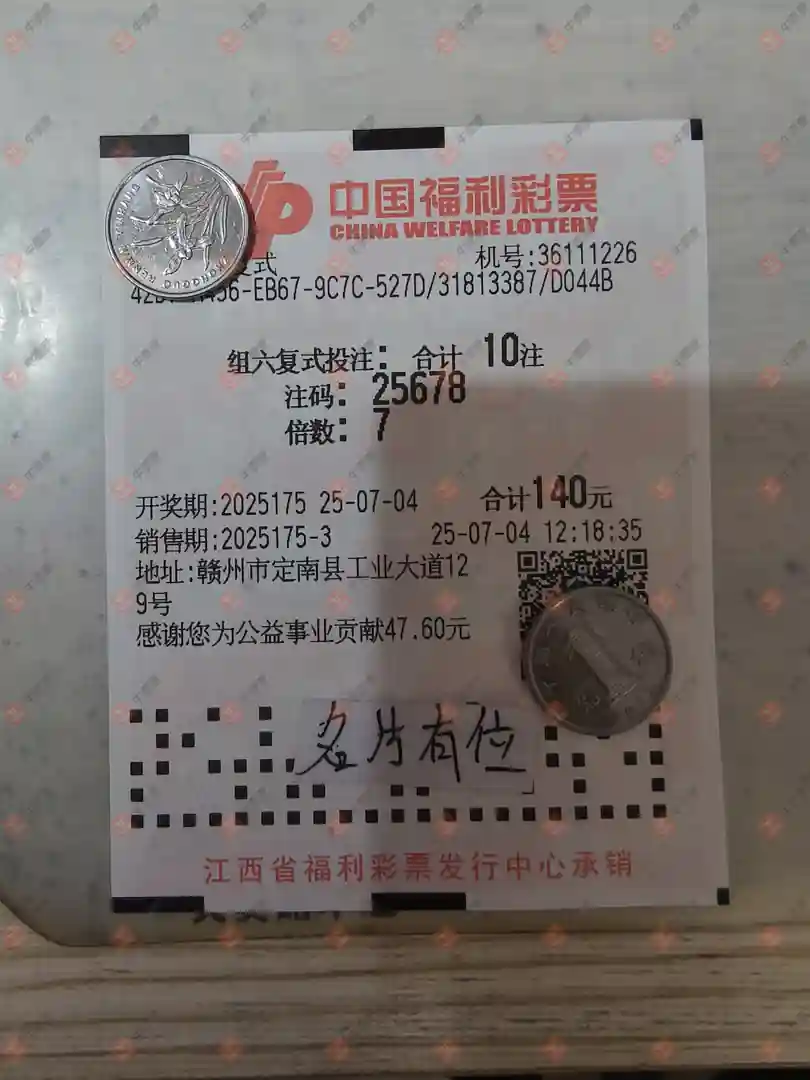 中国福利彩票
CHINA WELFARE LOTTERY
复式 机号:36111226
56-EB67-9C7C-527D/31813387/D044B
组六复式投注: 合计 10注
注码: 25678
倍数: 7
开奖期:2025175 25-07-04 合计140元
销售期:2025175-3 25-07-04 12:18:35
地址:赣州市定南县工业大道12
9号
感谢您为公益事业贡献47.60元
名片有位
江西省福利彩票发行中心承销